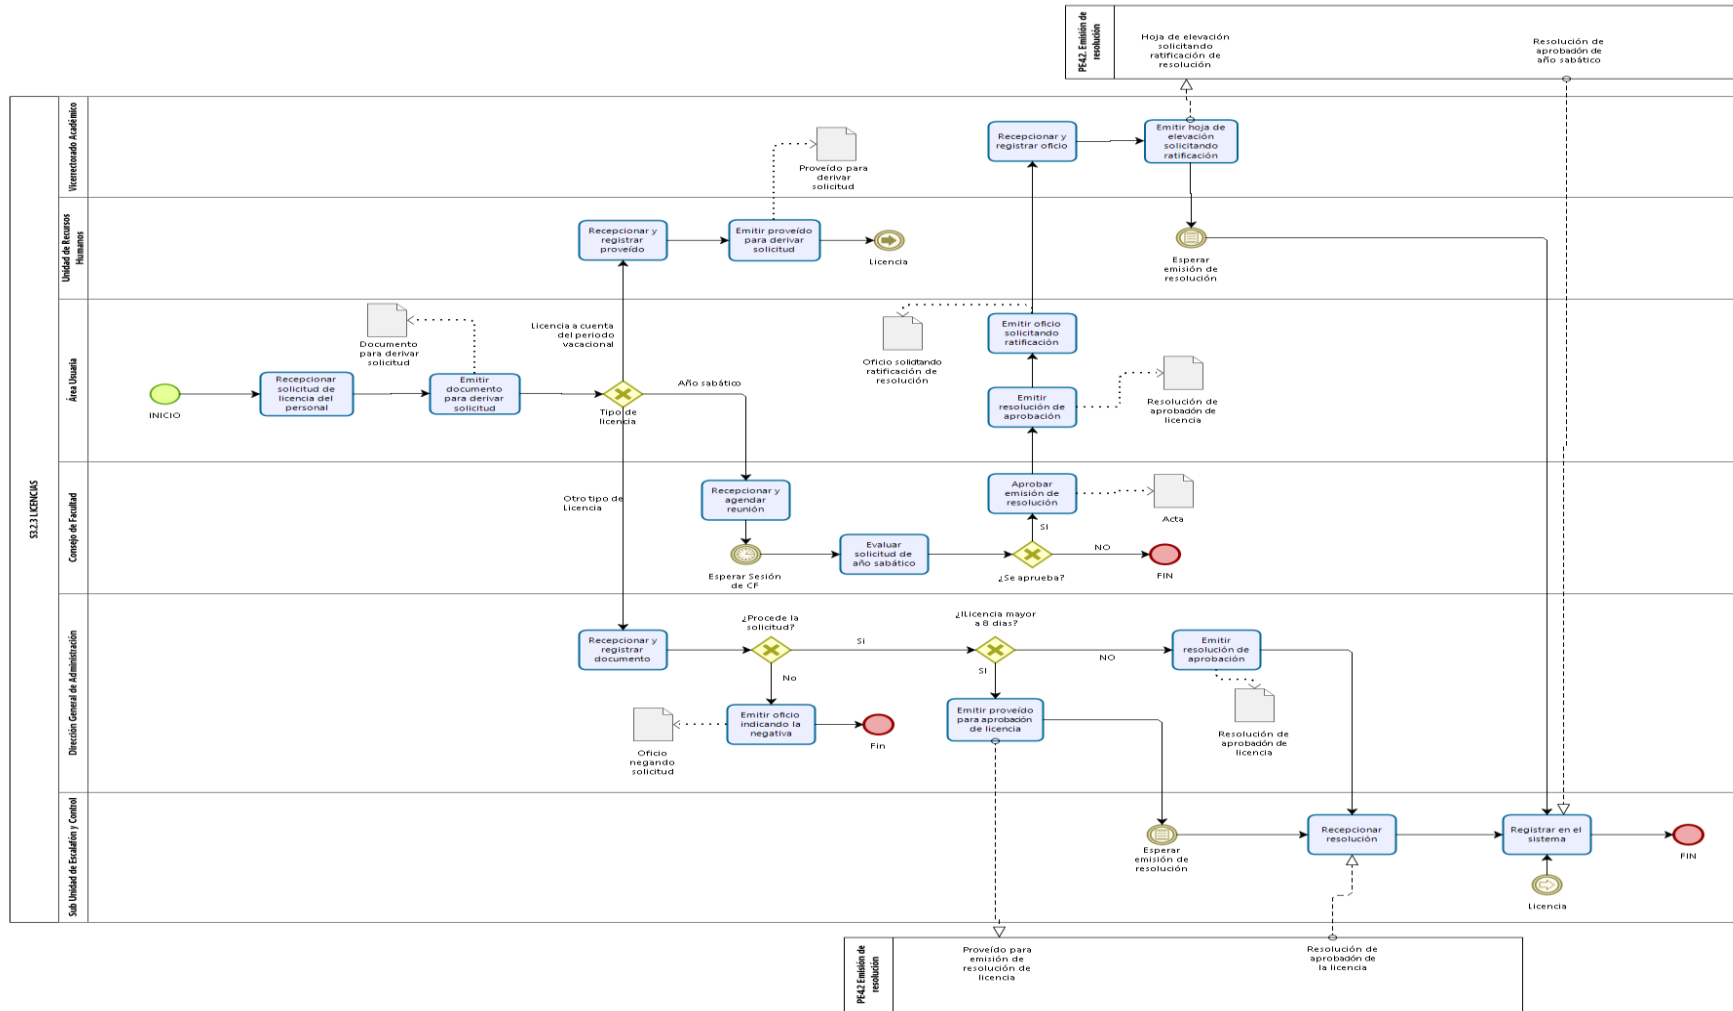 PE4.2. Emisión de
resolución
Hoja de elevación
solicitando
ratificación de
resolución
Resolución de
aprobación de
año sabático
S3.2.3 LICENCIAS
Vicerrectorado Académico
Proveído para
derivar
solicitud
Recepcionar y
registrar oficio
Emitir hoja de
elevación
solicitando
ratificación
Unidad de Recursos
Humanos
Recepcionar y
registrar
proveído
Emitir proveído
para derivar
solicitud
Licencia
Esperar
emisión de
resolución
Área Usuaria
INICIO
Recepcionar
solicitud de
licencia del
personal
Documento
para derivar
solicitud
Emitir
documento
para derivar
solicitud
Licencia a cuenta
del periodo
vacacional
Tipo de
licencia
Año sabático
Oficio solicitando
ratificación de
resolución
Emitir oficio
solicitando
ratificación
Emitir
resolución de
aprobación
Resolución de
aprobación de
licencia
Consejo de Facultad
Otro tipo de
Licencia
Recepcionar y
agendar
reunión
Esperar Sesión
de CF
Evaluar
solicitud de
año sabático
Aprobar
emisión de
resolución
Acta
SI
¿Se aprueba?
NO
FIN
Dirección General de Administración
Recepcionar y
registrar
documento
¿Procede la
solicitud?
Si
No
Emitir oficio
indicando la
negativa
Oficio
negando
solicitud
Fin
¿lLicencia mayor
a 8 dias?
SI
NO
Emitir proveído
para aprobación
de licencia
Emitir
resolución de
aprobación
Resolución de
aprobación de
licencia
Sub Unidad de Escalafón y Control
Esperar
emisión de
resolución
Recepcionar
resolución
Registrar en el
sistema
FIN
Licencia
PE4.2 Emisión de
resolución
Proveído para
emisión de
resolución de
licencia
Resolución de
aprobación de
la licencia